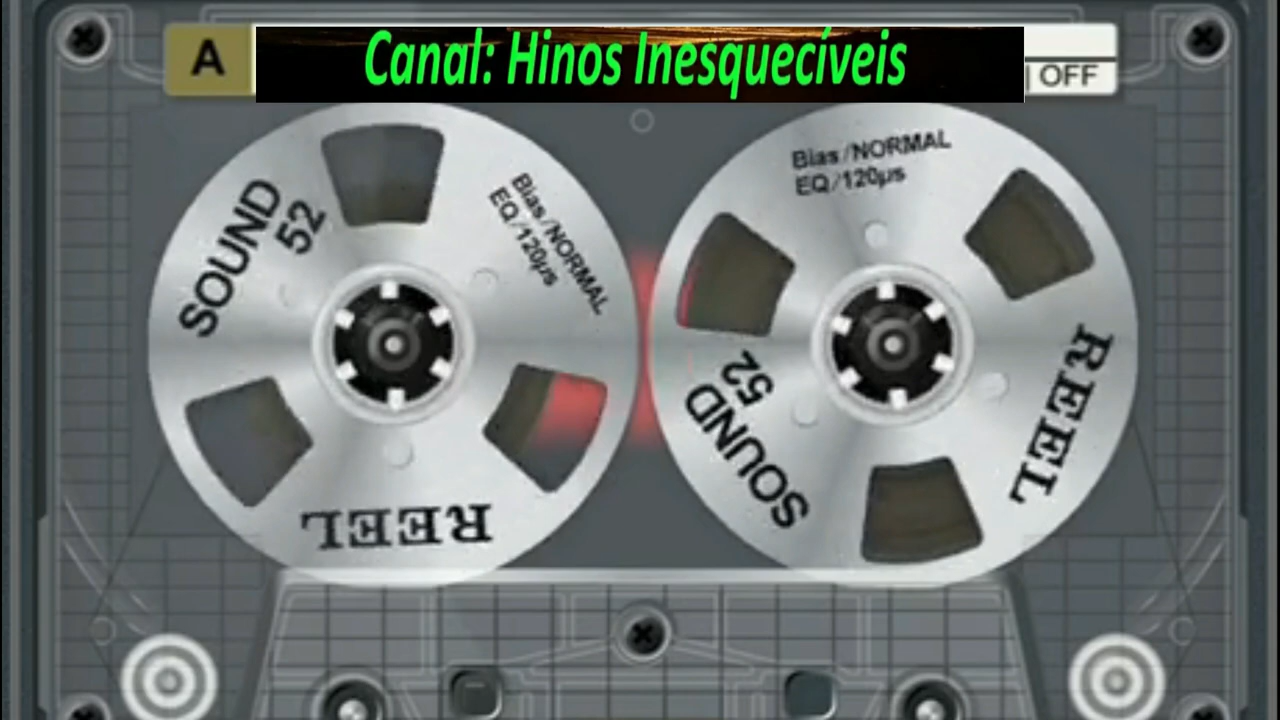 A
Canal: Hinos Inesquecíveis
| OFF
SOUND
52
Bias/NORMAL
EQ/120µs
REEL
Bias/NORMAL
EQ/120µs
SOUND
52
REEL